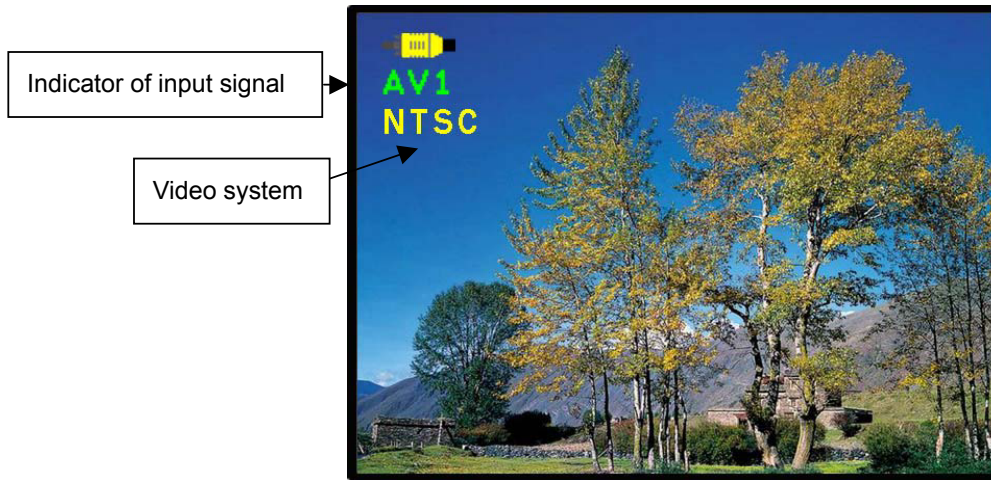 Indicator of input signal
AV1
NTSC
Video system